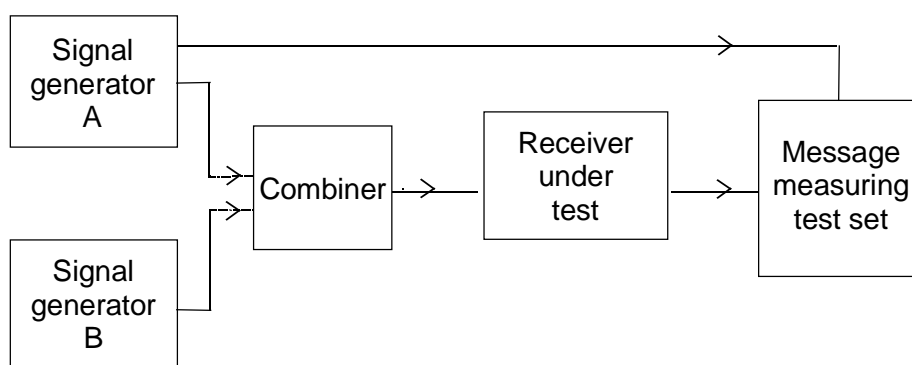 Signal
generator
A
Combiner
Receiver
under
test
Message
measuring
test set
Signal
generator
B